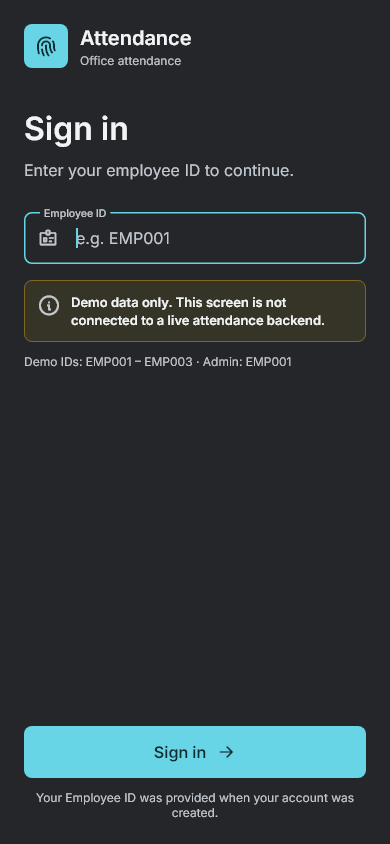 Attendance
Office attendance
Sign in
Enter your employee ID to continue.
Employee ID
e.g. EMP001
Demo data only. This screen is not
connected to a live attendance backend.
Demo IDs: EMP001 – EMP003 · Admin: EMP001
Sign in
Your Employee ID was provided when your account was
created.